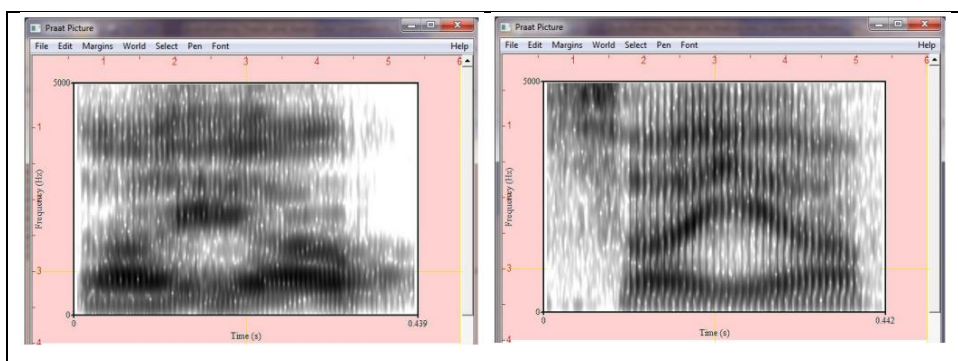 Praat Picture
File Edit Margins World Select Pen Font Help
1 2 3 4 5 6
5000
1
Frequency (Hz)
3
0
0 0.439
Time (s)
4
Praat Picture
File Edit Margins World Select Pen Font Help
1 2 3 4 5 6
5000
1
Frequency (Hz)
3
0
0 0.442
Time (s)
4